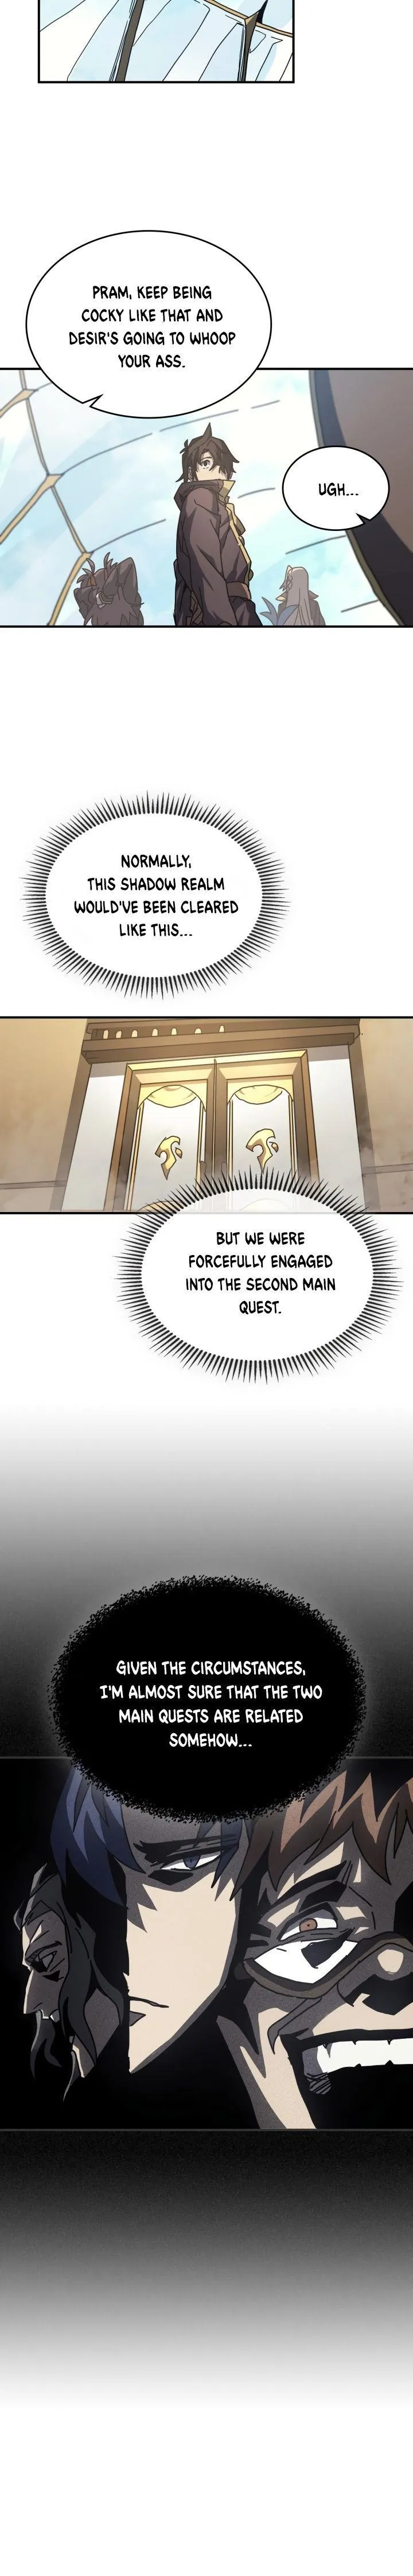 PRAM, KEEP BEING
COCKY LIKE THAT AND
DESIR'S GOING TO WHOOP
YOUR ASS.
UGH...
NORMALLY,
THIS SHADOW REALM
WOULD'VE BEEN CLEARED
LIKE THIS...
BUT WE WERE
FORCEFULLY ENGAGED
INTO THE SECOND MAIN
QUEST.
GIVEN THE CIRCUMSTANCES,
I'M ALMOST SURE THAT THE TWO
MAIN QUESTS ARE RELATED
SOMEHOW...